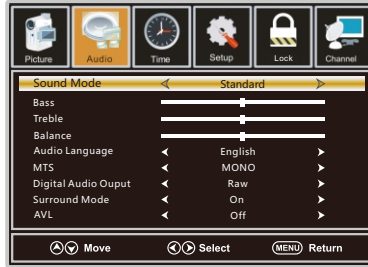 Picture Audio Time Setup Lock Channel
Sound Mode Standard
Bass
Treble
Balance
Audio Language English
MTS MONO
Digital Audio Ouput Raw
Surround Mode On
AVL Off
Move Select MENU Return